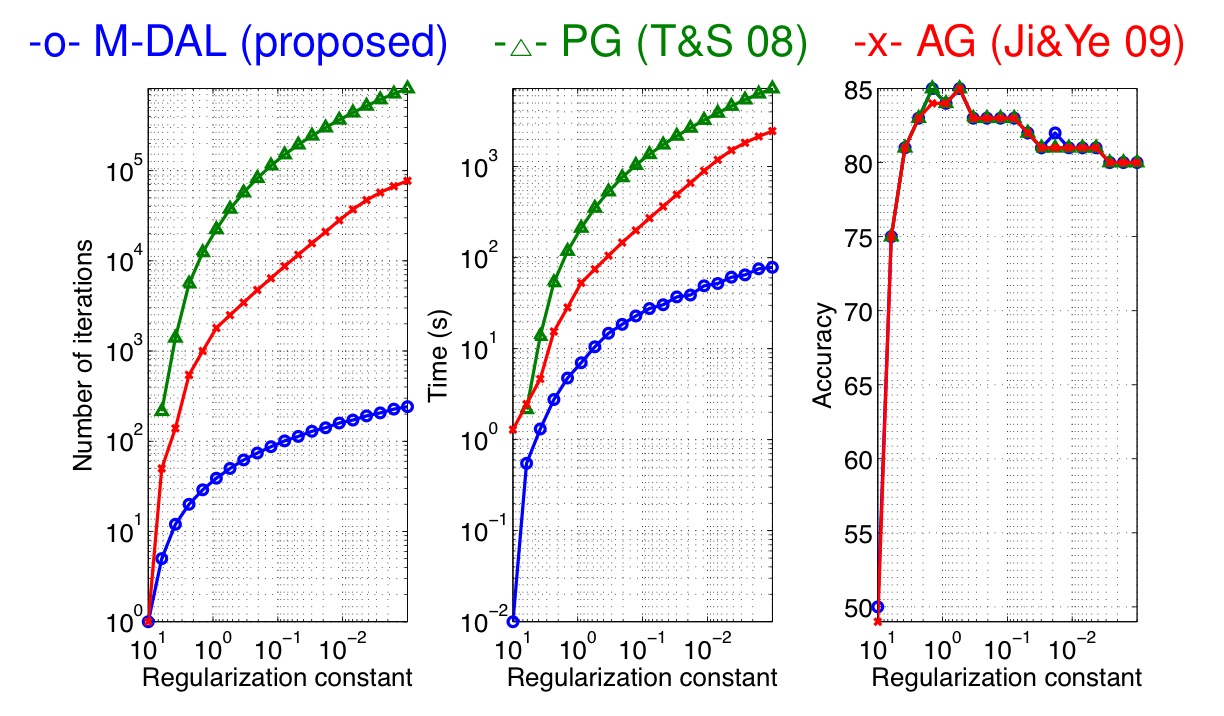 -o- M-DAL (proposed) -△- PG (T&S 08) -x- AG (Ji&Ye 09)
Number of iterations
10^5
10^4
10^3
10^2
10^1
10^0
10^1 10^0 10^−1 10^−2
Regularization constant
Time (s)
10^3
10^2
10^1
10^0
10^−1
10^−2
10^1 10^0 10^−1 10^−2
Regularization constant
Accuracy
85
80
75
70
65
60
55
50
10^1 10^0 10^−1 10^−2
Regularization constant